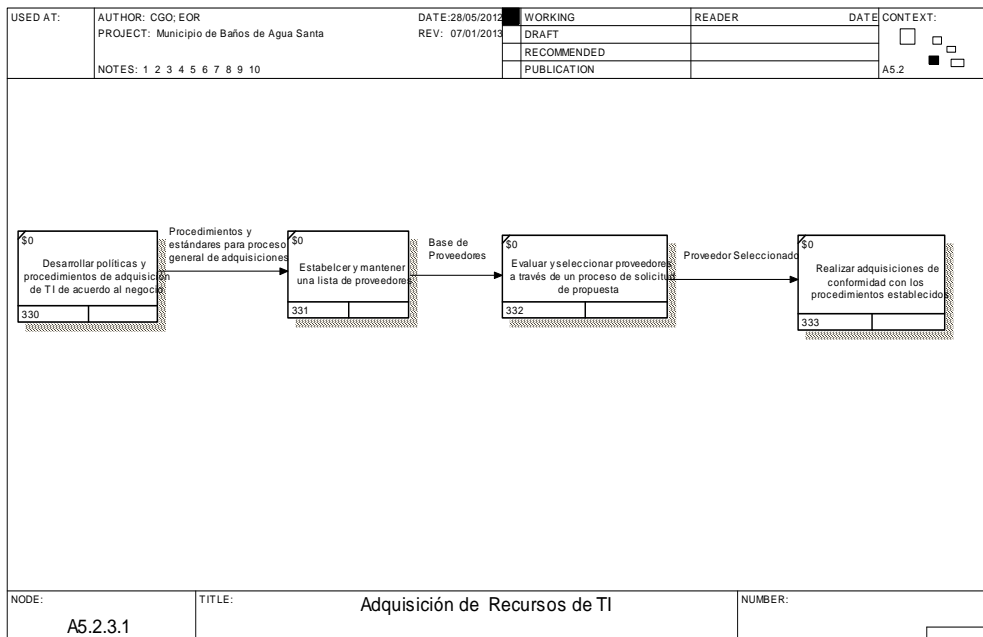 USED AT:
AUTHOR: CGO; EOR
DATE:28/05/2012
PROJECT: Municipio de Baños de Agua Santa
REV: 07/01/2013
NOTES: 1 2 3 4 5 6 7 8 9 10
WORKING
DRAFT
RECOMMENDED
PUBLICATION
READER
DATE
CONTEXT:
A5.2
$0
Desarrollar políticas y
procedimientos de adquisición
de TI de acuerdo al negocio
330
Procedimientos y
estándares para proceso
general de adquisiciones
$0
Estabelcer y mantener
una lista de proveedores
331
Base de
Proveedores
$0
Evaluar y seleccionar proveedores
a través de un proceso de solicitud
de propuesta
332
Proveedor Seleccionado
$0
Realizar adquisiciones de
conformidad con los
procedimientos establecidos
333
NODE:
A5.2.3.1
TITLE:
Adquisición de Recursos de TI
NUMBER: